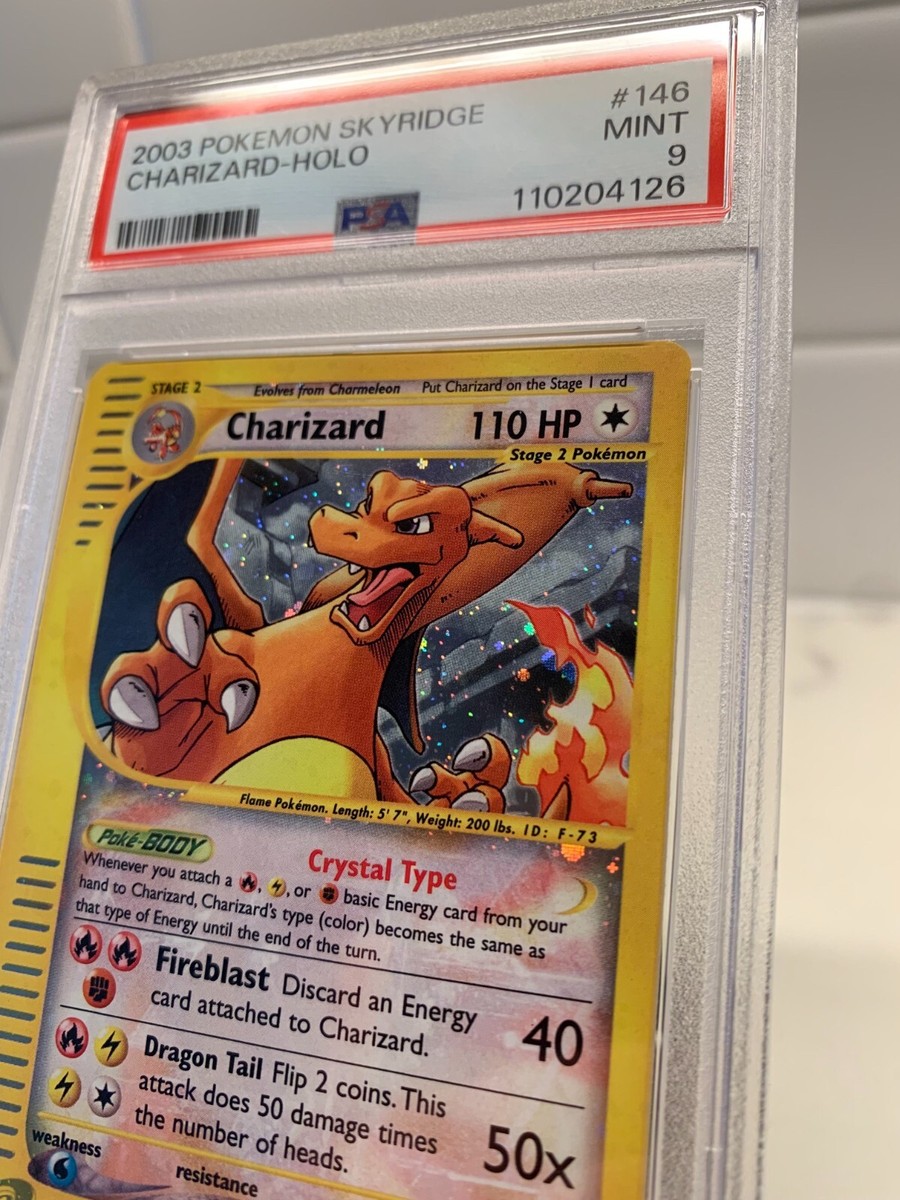 2003 POKEMON SKYRIDGE #146
CHARIZARD-HOLO MINT
9
PSA 110204126
STAGE 2 Evolves from Charmeleon Put Charizard on the Stage 1 card
Charizard 110 HP
Stage 2 Pokémon
Flame Pokémon. Length: 5' 7", Weight: 200 lbs. ID: F-73
Poké-BODY Crystal Type
Whenever you attach a , , or basic Energy card from your
hand to Charizard, Charizard's type (color) becomes the same as
that type of Energy until the end of the turn.
Fireblast Discard an Energy
card attached to Charizard. 40
Dragon Tail Flip 2 coins. This
attack does 50 damage times
the number of heads. 50x
weakness
resistance